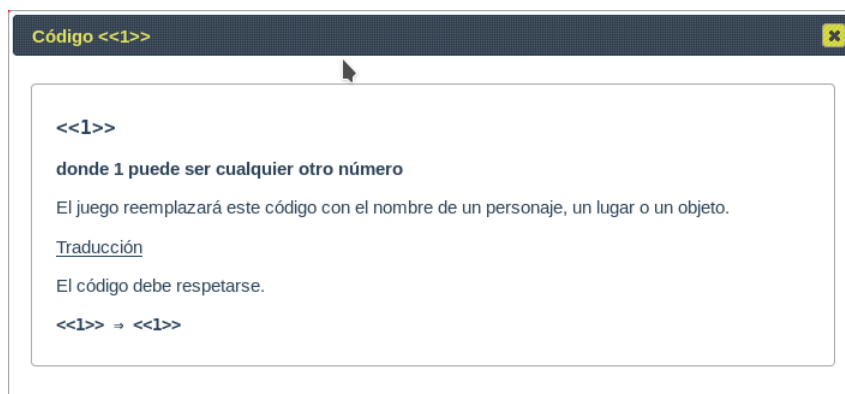 Código <<1>>
<<1>>
donde 1 puede ser cualquier otro número
El juego reemplazará este código con el nombre de un personaje, un lugar o un objeto.
Traducción
El código debe respetarse.
<<1>> ⇒ <<1>>